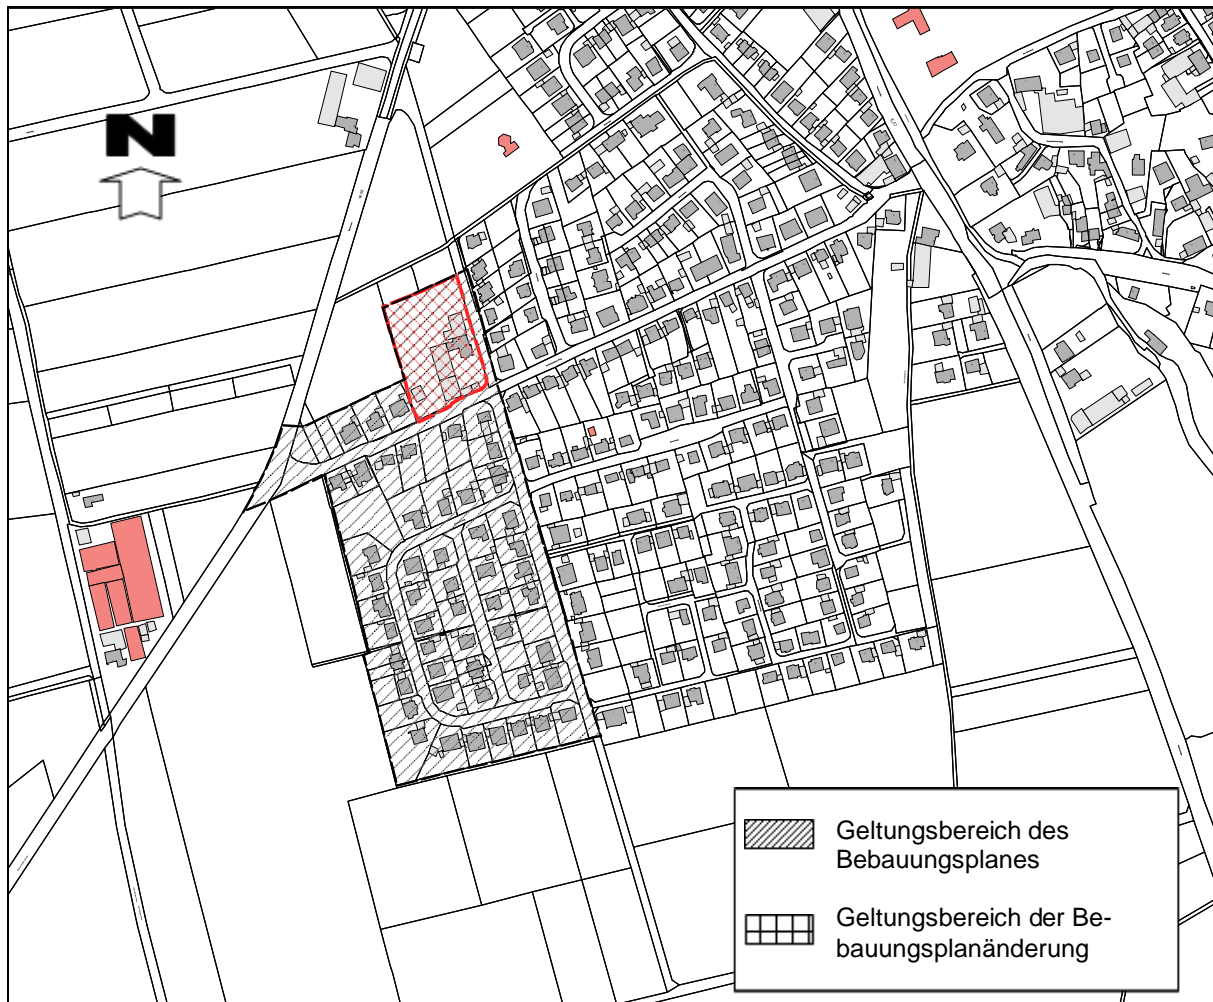 N
Geltungsbereich des
Bebauungsplanes
Geltungsbereich der Be-
bauungsplanänderung